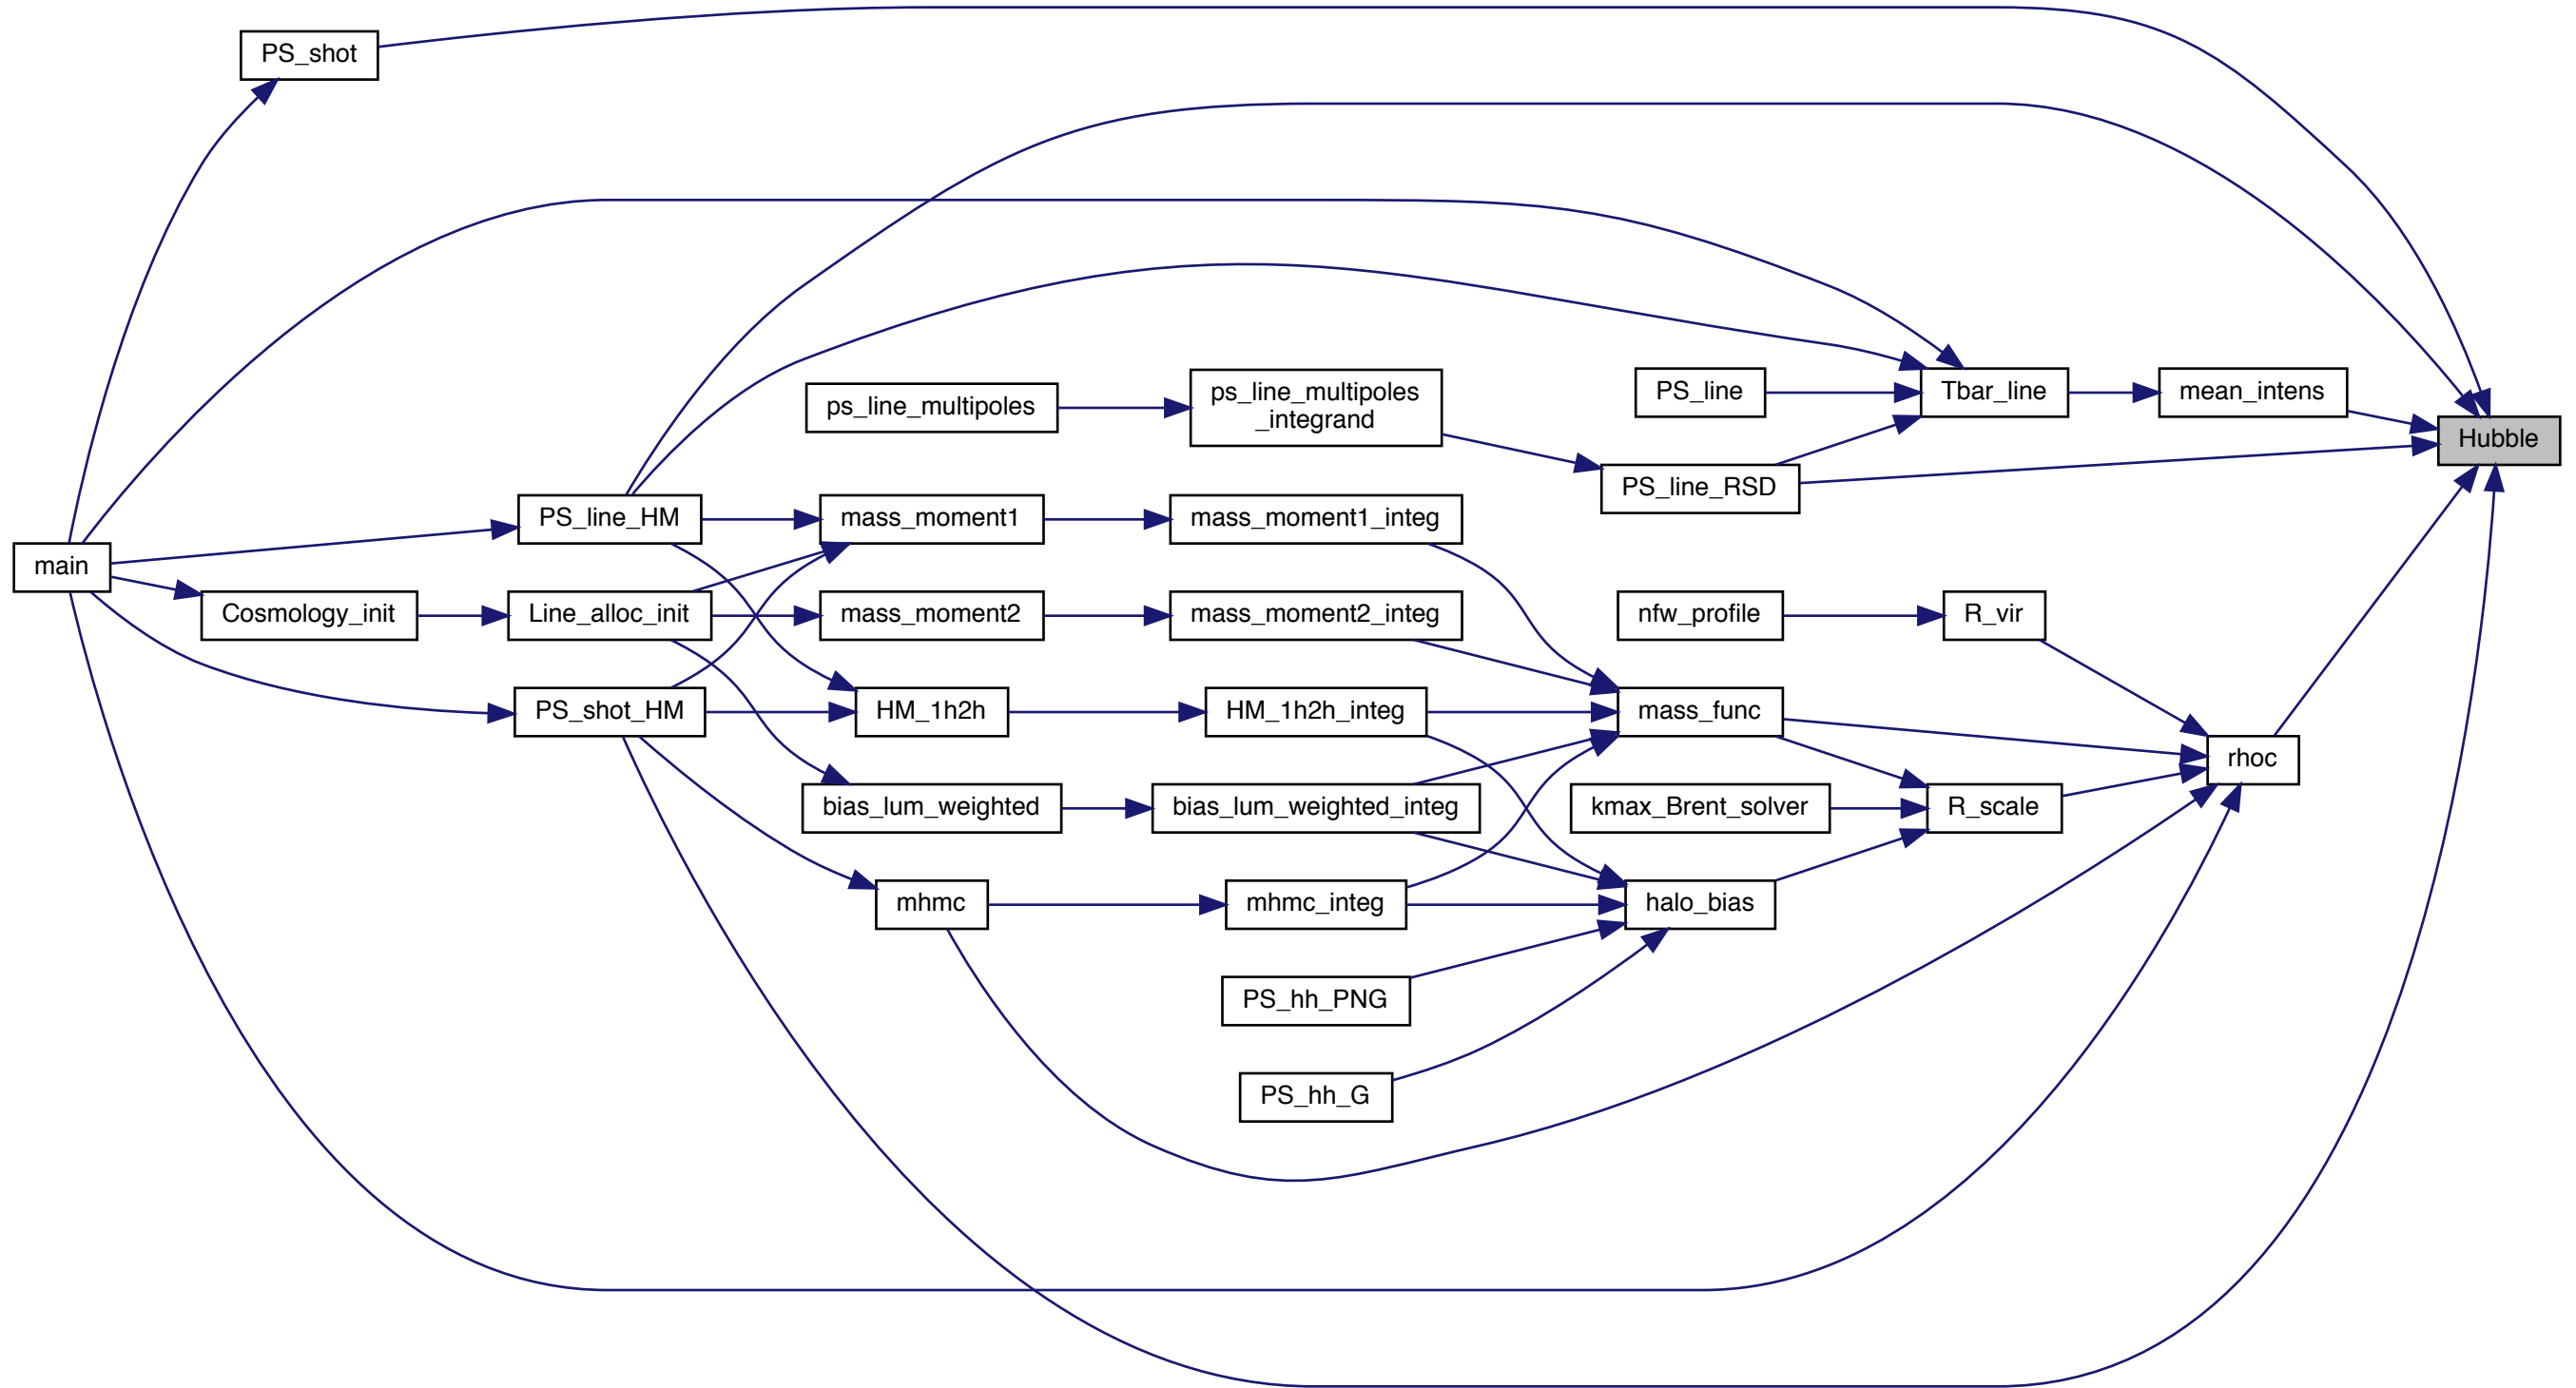 PS_shot
PS_line
Tbar_line
mean_intens
ps_line_multipoles
ps_line_multipoles
_integrand
Hubble
PS_line_RSD
PS_line_HM
mass_moment1
mass_moment1_integ
main
Cosmology_init
Line_alloc_init
mass_moment2
mass_moment2_integ
nfw_profile
R_vir
PS_shot_HM
HM_1h2h
HM_1h2h_integ
mass_func
rhoc
bias_lum_weighted
bias_lum_weighted_integ
kmax_Brent_solver
R_scale
mhmc
mhmc_integ
halo_bias
PS_hh_PNG
PS_hh_G